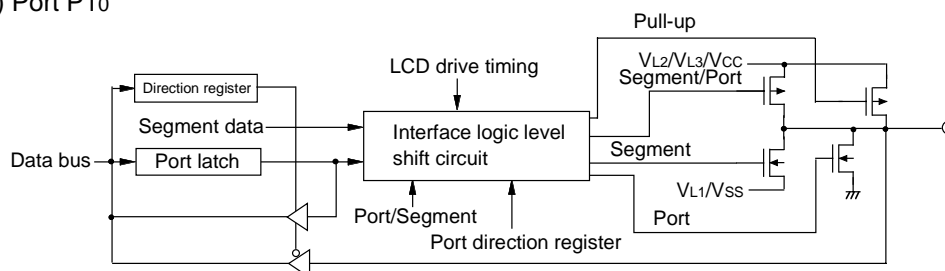 ) Port P10
Pull-up
VL2/VL3/VCC
LCD drive timing
Segment/Port
Direction register
Segment data
Interface logic level
shift circuit
Data bus
Port latch
Segment
VL1/VSS
Port/Segment
Port
Port direction register